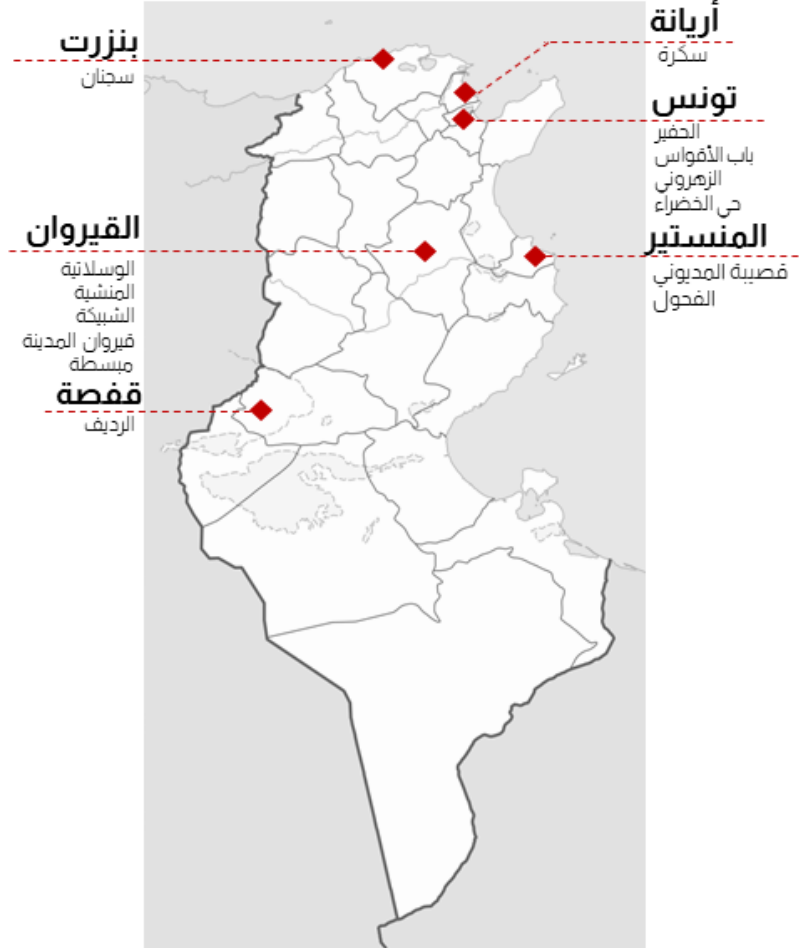 أريانة
سكرة
بنزرت
سجنان
تونس
الحفير
باب الأقواس
الزهروني
حي الخضراء
المنستير
قصيبة المديوني
الفحول
القيروان
الوسلاتية
المنشية
الشبيكة
قيروان المدينة
مبسطة
قفصة
الرديف